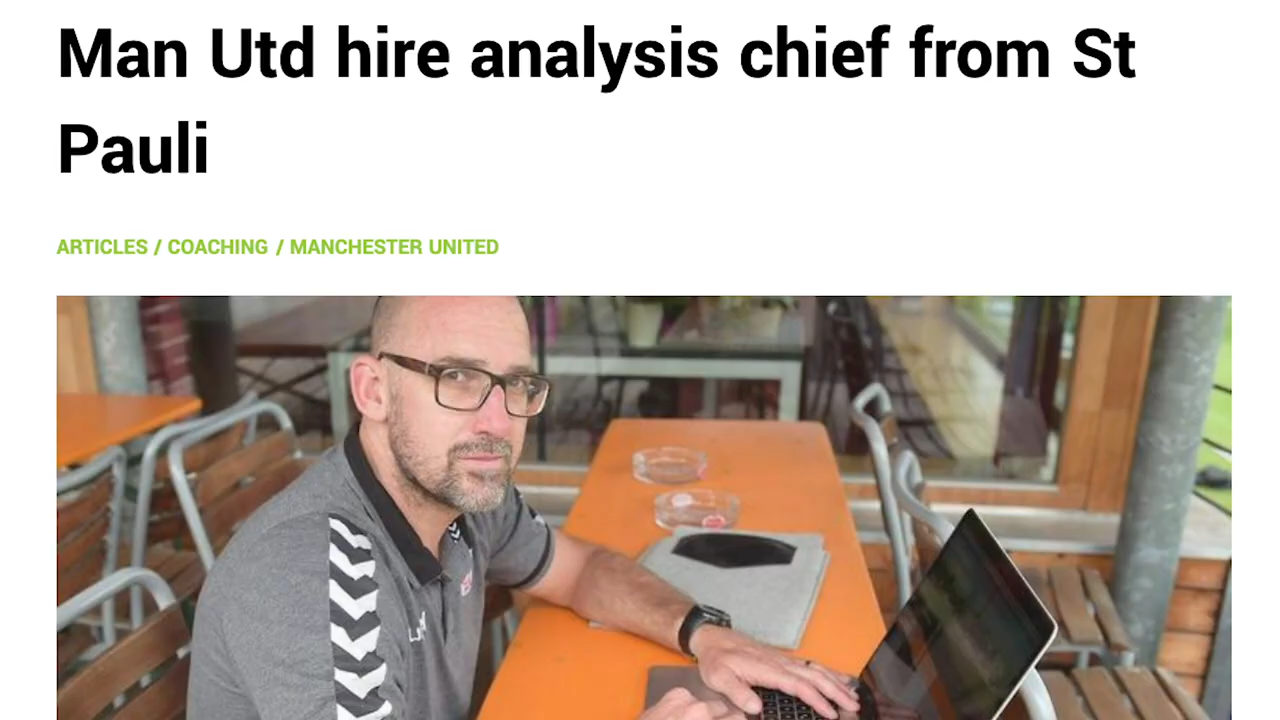 Man Utd hire analysis chief from St
Pauli
ARTICLES / COACHING / MANCHESTER UNITED